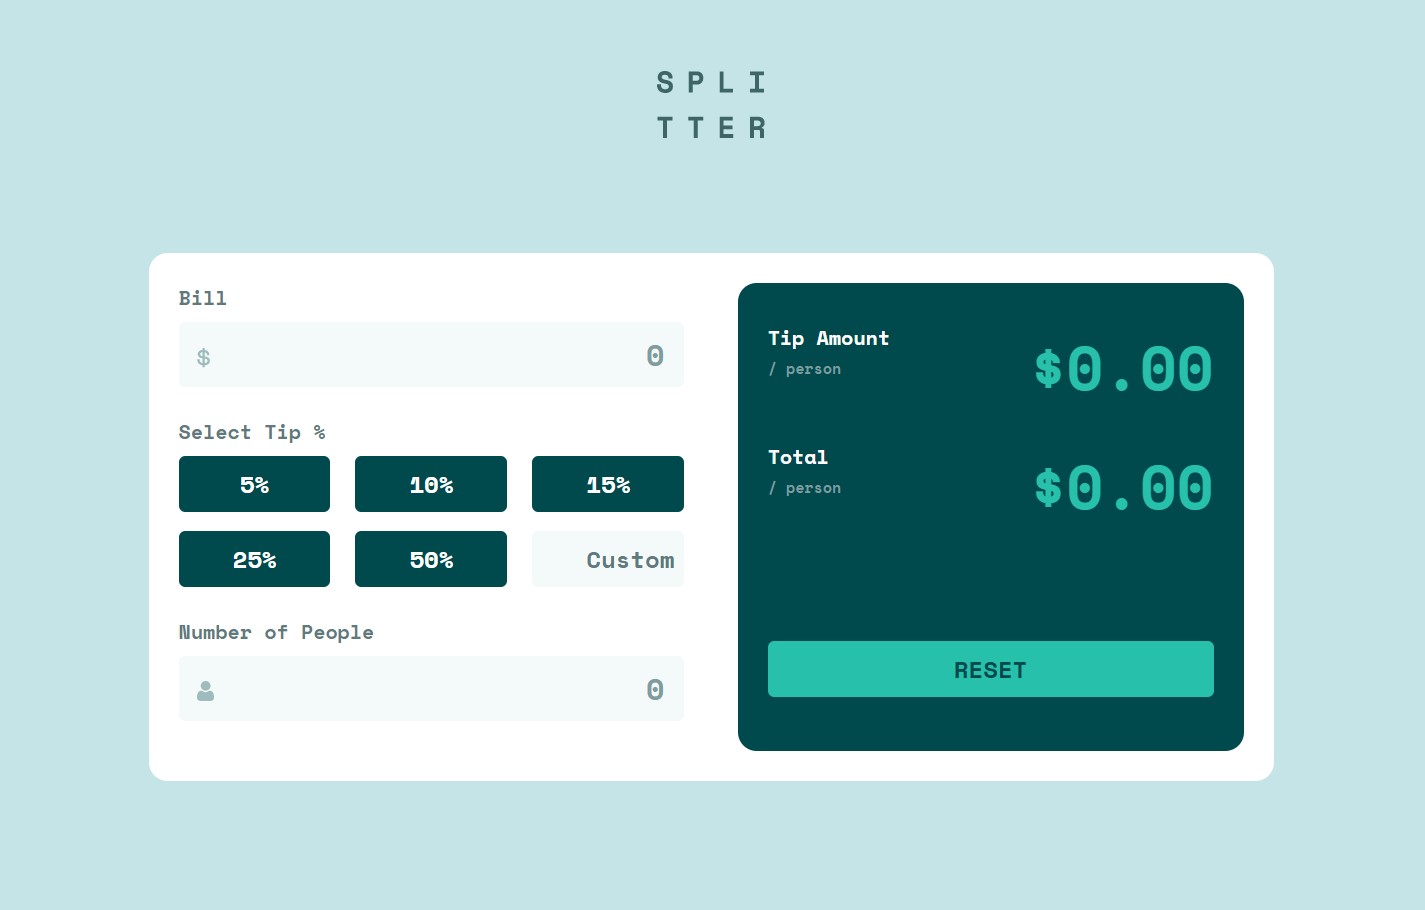 SPLI
TTER
Bill
$ 0
Select Tip %
5% 10% 15%
25% 50% Custom
Number of People
0
Tip Amount
/ person
$0.00
Total
/ person
$0.00
RESET